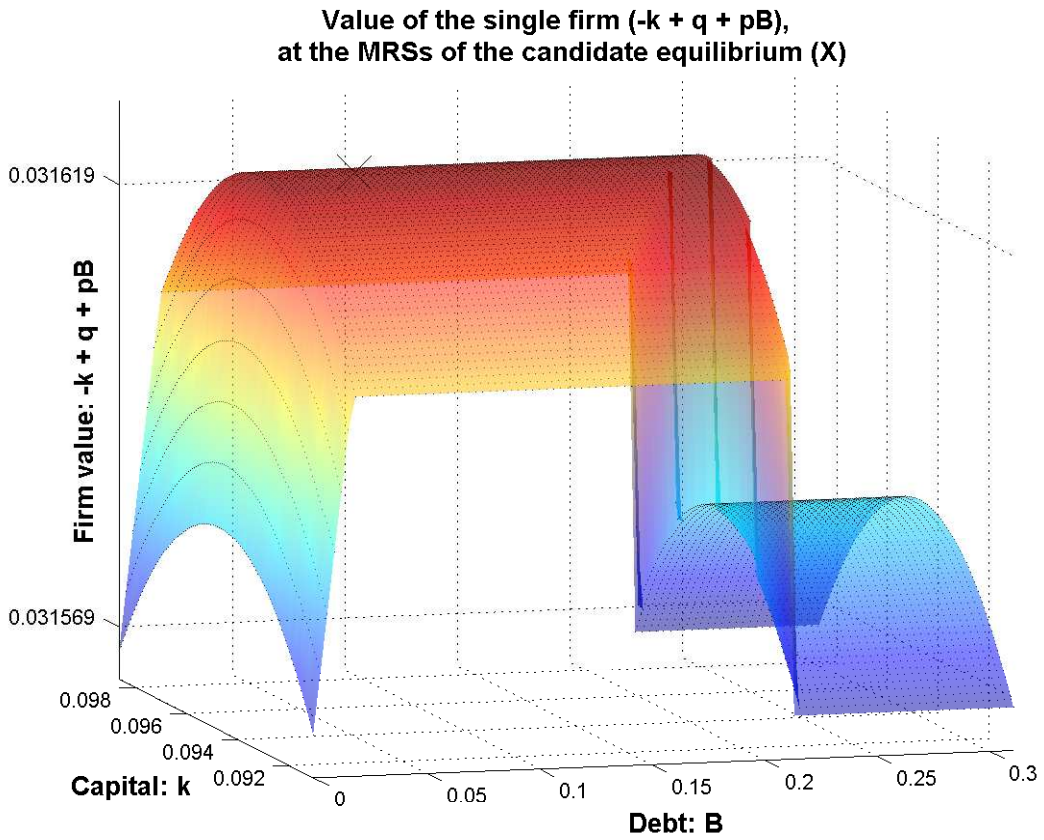 Value of the single firm (-k + q + pB),
at the MRSs of the candidate equilibrium (X)
0.031619
Firm value: -k + q + pB
0.031569
0.098
0.096
0.094
0.092
Capital: k
0
0.05
0.1
0.15
0.2
0.25
0.3
Debt: B